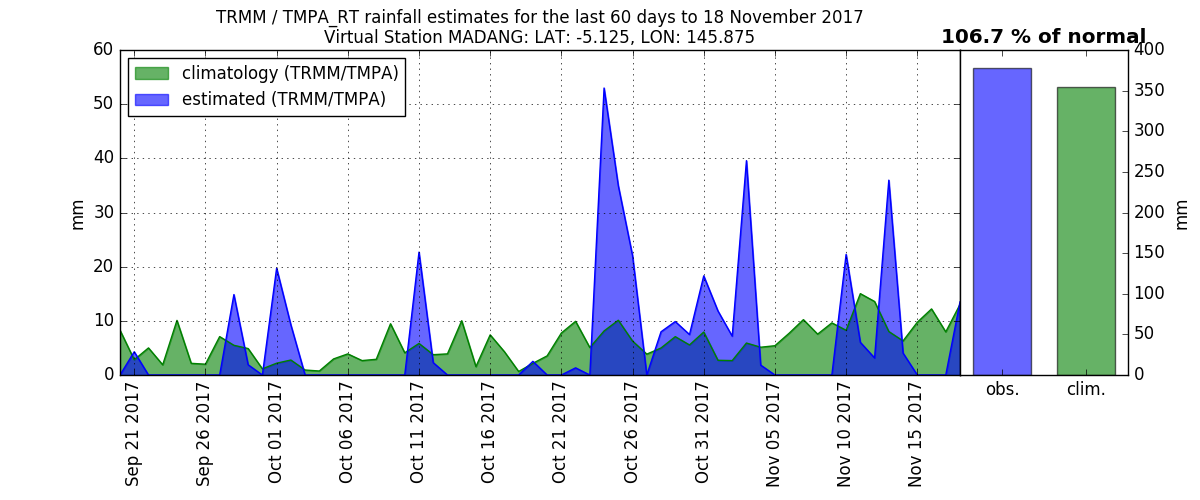 TRMM / TMPA_RT rainfall estimates for the last 60 days to 18 November 2017
Virtual Station MADANG: LAT: -5.125, LON: 145.875
106.7 % of normal
climatology (TRMM/TMPA)
estimated (TRMM/TMPA)
mm
60
50
40
30
20
10
0
Sep 21 2017
Sep 26 2017
Oct 01 2017
Oct 06 2017
Oct 11 2017
Oct 16 2017
Oct 21 2017
Oct 26 2017
Oct 31 2017
Nov 05 2017
Nov 10 2017
Nov 15 2017
obs.
clim.
400
350
300
250
200
150
100
50
0
mm